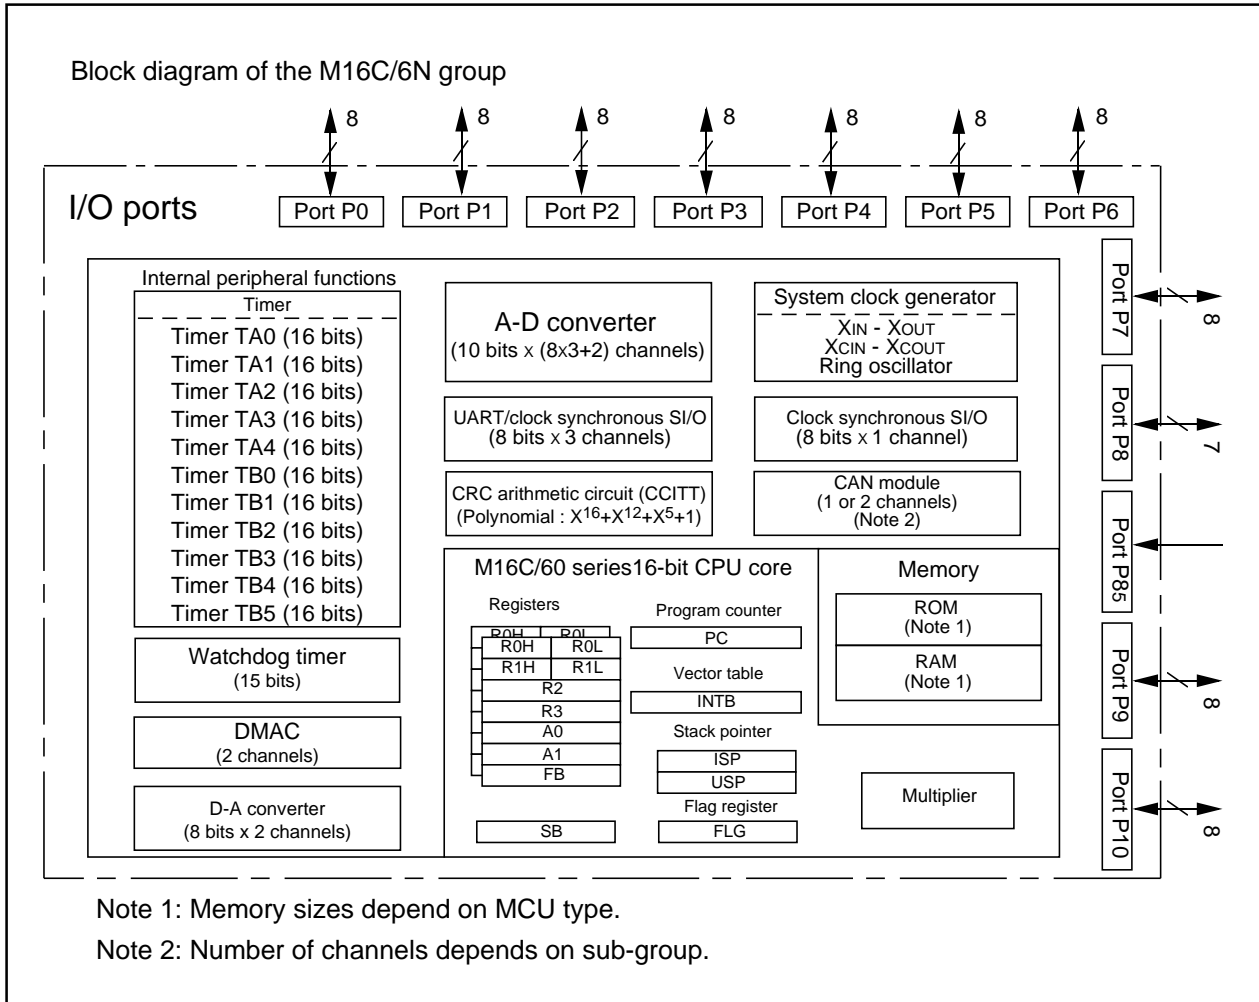 Block diagram of the M16C/6N group
8 8 8 8 8 8 8
I/O ports
Port P0 Port P1 Port P2 Port P3 Port P4 Port P5 Port P6
Internal peripheral functions
Timer
Timer TA0 (16 bits)
Timer TA1 (16 bits)
Timer TA2 (16 bits)
Timer TA3 (16 bits)
Timer TA4 (16 bits)
Timer TB0 (16 bits)
Timer TB1 (16 bits)
Timer TB2 (16 bits)
Timer TB3 (16 bits)
Timer TB4 (16 bits)
Timer TB5 (16 bits)
Watchdog timer
(15 bits)
DMAC
(2 channels)
D-A converter
(8 bits x 2 channels)
A-D converter
(10 bits x (8x3+2) channels)
UART/clock synchronous SI/O
(8 bits x 3 channels)
CRC arithmetic circuit (CCITT)
(Polynomial : X¹⁶+X¹²+X⁵+1)
System clock generator
XIN - XOUT
XCIN - XCOUT
Ring oscillator
Clock synchronous SI/O
(8 bits x 1 channel)
CAN module
(1 or 2 channels)
(Note 2)
M16C/60 series16-bit CPU core
Registers
R0H R0L
R0H R0L
R1H R1L
R2
R3
A0
A1
FB
SB
Program counter
PC
Vector table
INTB
Stack pointer
ISP
USP
Flag register
FLG
Memory
ROM
(Note 1)
RAM
(Note 1)
Multiplier
Port P7
8
Port P8
7
Port P85
Port P9
8
Port P10
8
Note 1: Memory sizes depend on MCU type.
Note 2: Number of channels depends on sub-group.